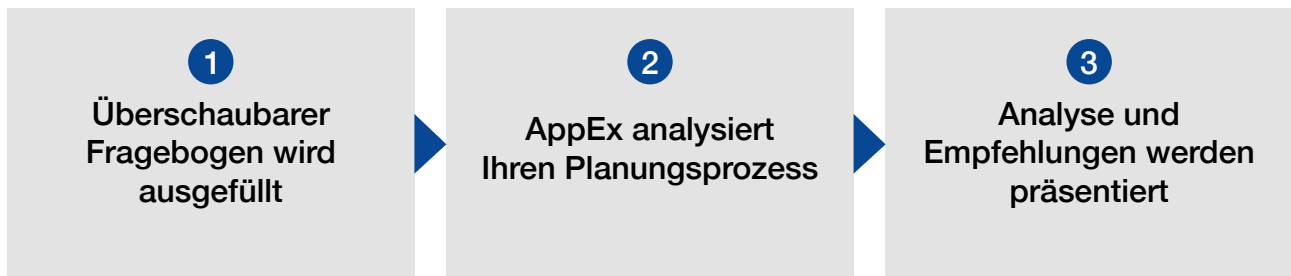 1
Überschaubarer
Fragebogen wird
ausgefüllt
2
AppEx analysiert
Ihren Planungsprozess
3
Analyse und
Empfehlungen werden
präsentiert